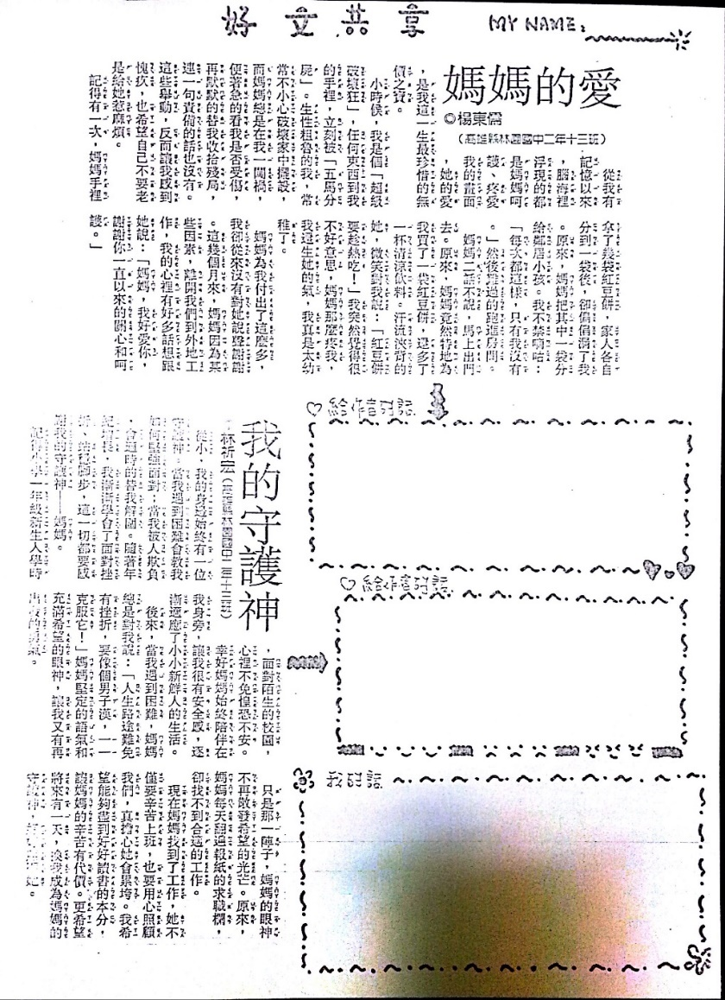 好文共享 MY NAME:
媽媽的愛
◎楊東儒
(高雄縣林園國中二年十三班)
從我有
記憶以來
，腦海裡
浮現的都
是媽媽呵
護、疼愛
我的畫面
，她的愛
，是我這一生最珍惜的無
價之寶。
小時候，我是個「超級
破壞狂」，任何東西到我
的手裡，立刻被「五馬分
屍」。生性粗魯的我，常
常不小心破壞家中擺設，
而媽媽總是在我一闖禍，
便著急的看我是否受傷，
再默默的替我收拾殘局，
連一句責備的話也沒有。
這些舉動，反而讓我感到
愧疚，也希望自己不要老
是給她惹麻煩。
記得有一次，媽媽手裡
拿了幾袋紅豆餅，家人各自
分到一袋後，卻偏偏漏了我
。原來，媽媽把其中一袋分
給鄰居小孩。我不禁嘀咕：
「每次都這樣，只有我沒有
。」然後難過的跑進房間。
媽媽二話不說，馬上出門
去。原來，媽媽竟然特地為
我買了一袋紅豆餅，還多了
一杯清涼飲料。汗流浹背的
她，微笑對我說：「紅豆餅
要趁熱吃！」我突然覺得很
不好意思，媽媽那麼疼我，
我還生她的氣，我真是太幼
稚了。
媽媽為我付出了這麼多，
我卻從來沒有對她說聲謝謝
。這幾個月來，媽媽因為某
些因素，離開我們到外地工
作，我的心裡有好多話想跟
她說：「媽媽，我好愛你，
謝謝你一直以來的關心和呵
護。」
♡給作者的話
♡給作者的話
我的話
我的守護神
林祈宏(高雄縣林園國中二年十三班)
從小，我的身邊始終有一位
守護神。當我遇到困難會教我
如何堅強面對；當我被人欺負
，會適時的替我解圍。隨著年
紀增長，我漸漸學會了面對挫
折、站穩腳步，這一切都要感
謝我的守護神──媽媽。
記得小學一年級新生入學時
，面對陌生的校園，
心裡不免惶恐不安。
幸好媽媽始終陪伴在
我身旁，讓我很有安全感，逐
漸適應了小小新鮮人的生活。
後來，當我遇到困難，媽媽
總是對我說：「人生路途難免
有挫折，要像個男子漢，一一
克服它！」媽媽堅定的語氣和
充滿希望的眼神，讓我又有再
出發的勇氣。
只是那一陣子，媽媽的眼神
不再散發希望的光芒。原來，
媽媽每天翻遍報紙的求職欄，
卻找不到合適的工作。
現在媽媽找到了工作，她不
僅要辛苦上班，也要用心照顧
我們，真擔心她會累垮。我希
望能夠盡到好好讀書的本分，
讓媽媽的辛苦有代價。更希望
將來有一天，換我成為媽媽的
守護神，
她。